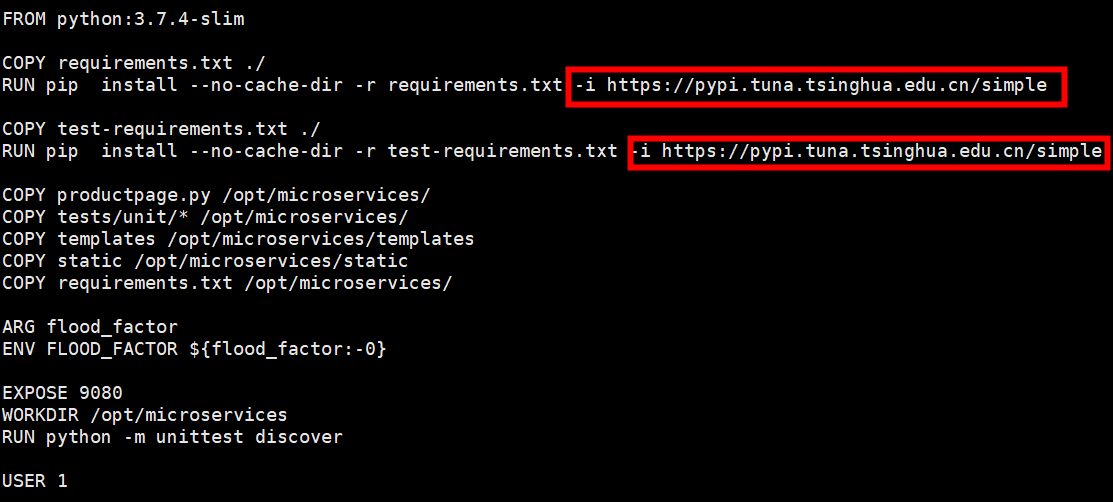 FROM python:3.7.4-slim
COPY requirements.txt ./
RUN pip  install --no-cache-dir -r requirements.txt -i https://pypi.tuna.tsinghua.edu.cn/simple
COPY test-requirements.txt ./
RUN pip  install --no-cache-dir -r test-requirements.txt -i https://pypi.tuna.tsinghua.edu.cn/simple
COPY productpage.py /opt/microservices/
COPY tests/unit/* /opt/microservices/
COPY templates /opt/microservices/templates
COPY static /opt/microservices/static
COPY requirements.txt /opt/microservices/
ARG flood_factor
ENV FLOOD_FACTOR ${flood_factor:-0}
EXPOSE 9080
WORKDIR /opt/microservices
RUN python -m unittest discover
USER 1